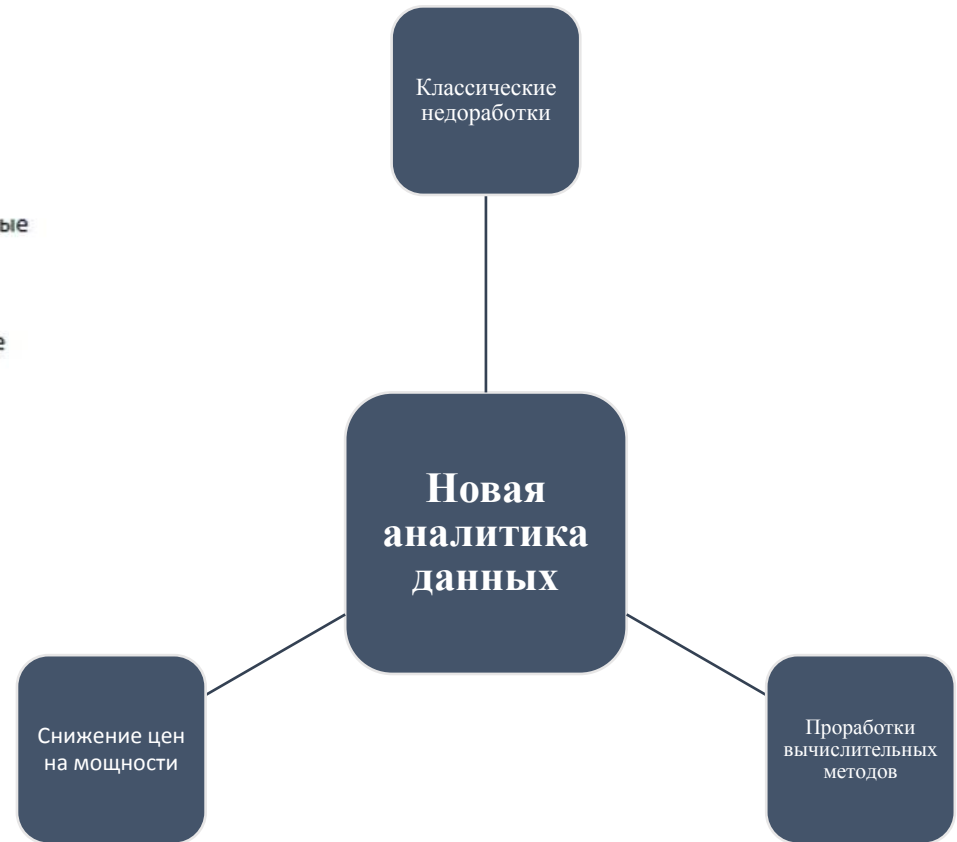 Классические
недоработки
Новая
аналитика
данных
Снижение цен
на мощности
Проработки
вычислительных
методов